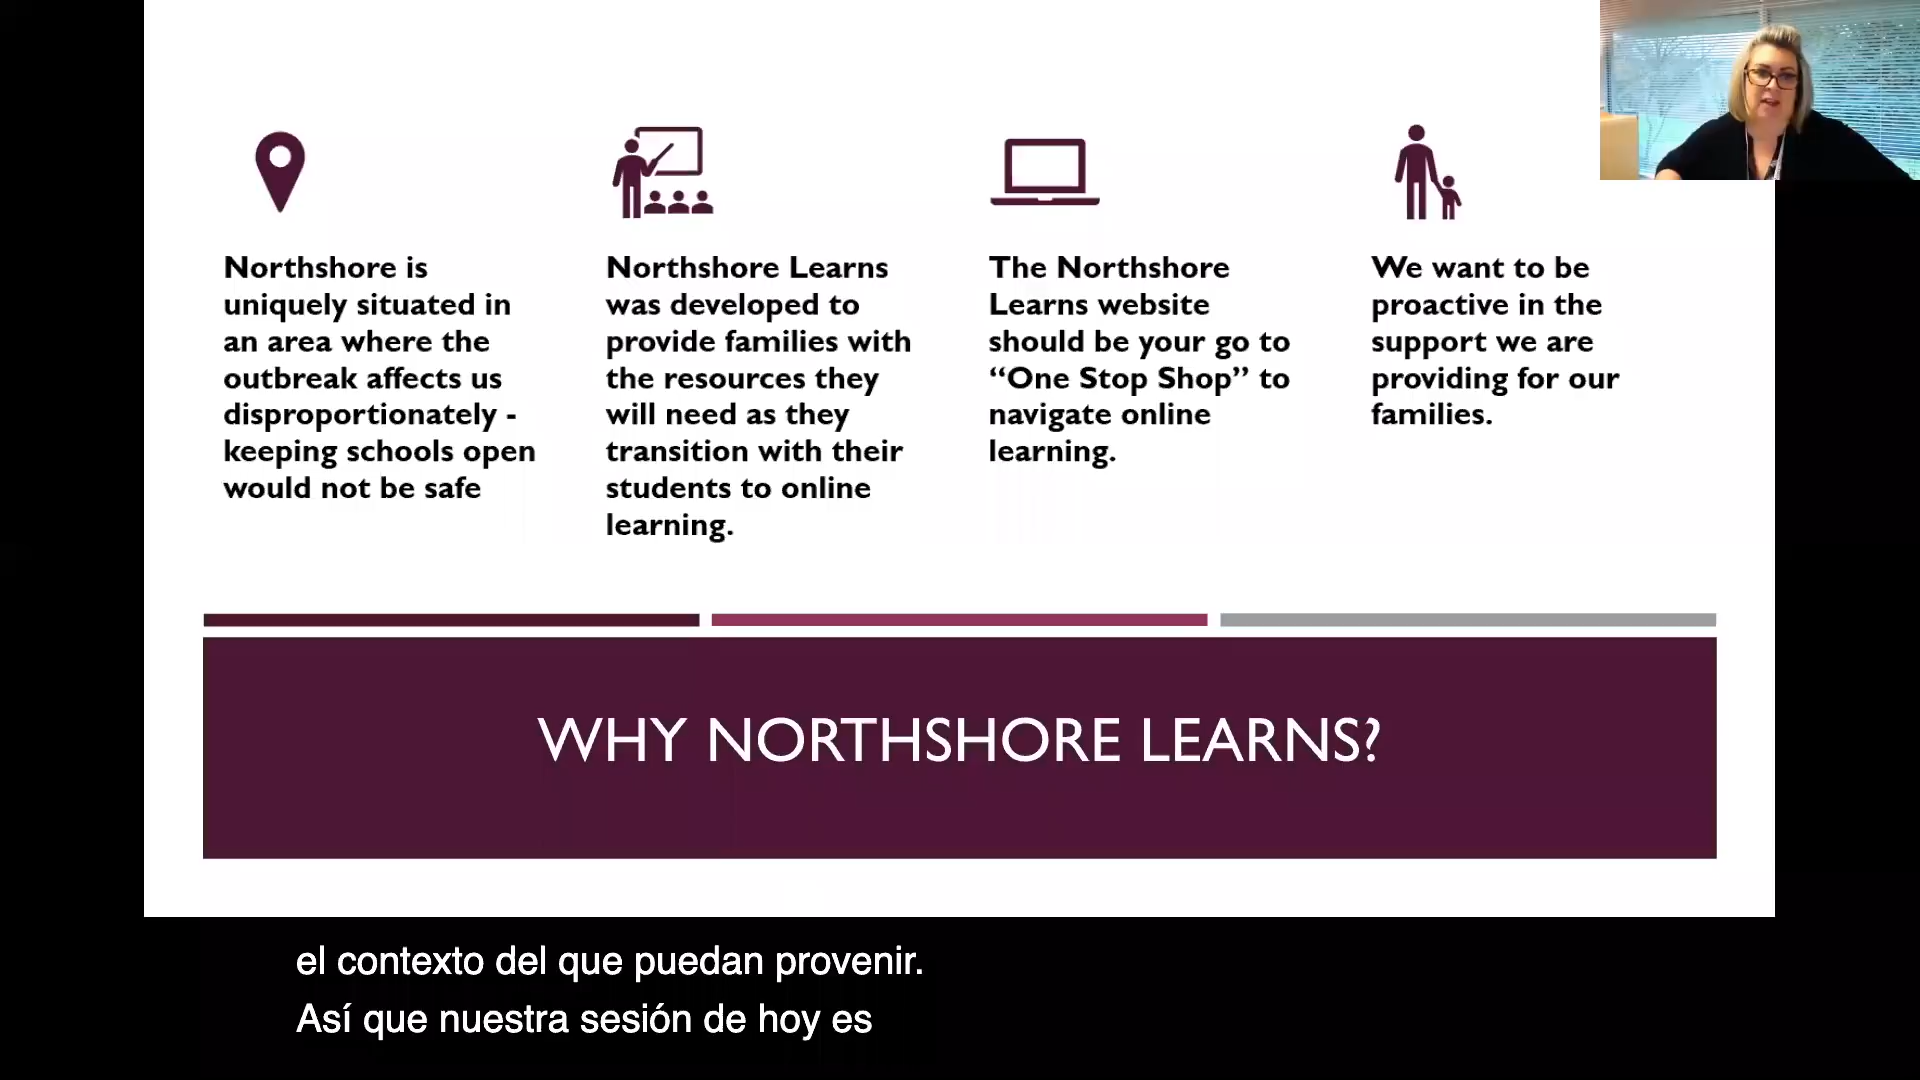 Northshore is
uniquely situated in
an area where the
outbreak affects us
disproportionately -
keeping schools open
would not be safe
Northshore Learns
was developed to
provide families with
the resources they
will need as they
transition with their
students to online
learning.
The Northshore
Learns website
should be your go to
“One Stop Shop” to
navigate online
learning.
We want to be
proactive in the
support we are
providing for our
families.
WHY NORTHSHORE LEARNS?
el contexto del que puedan provenir.
Así que nuestra sesión de hoy es